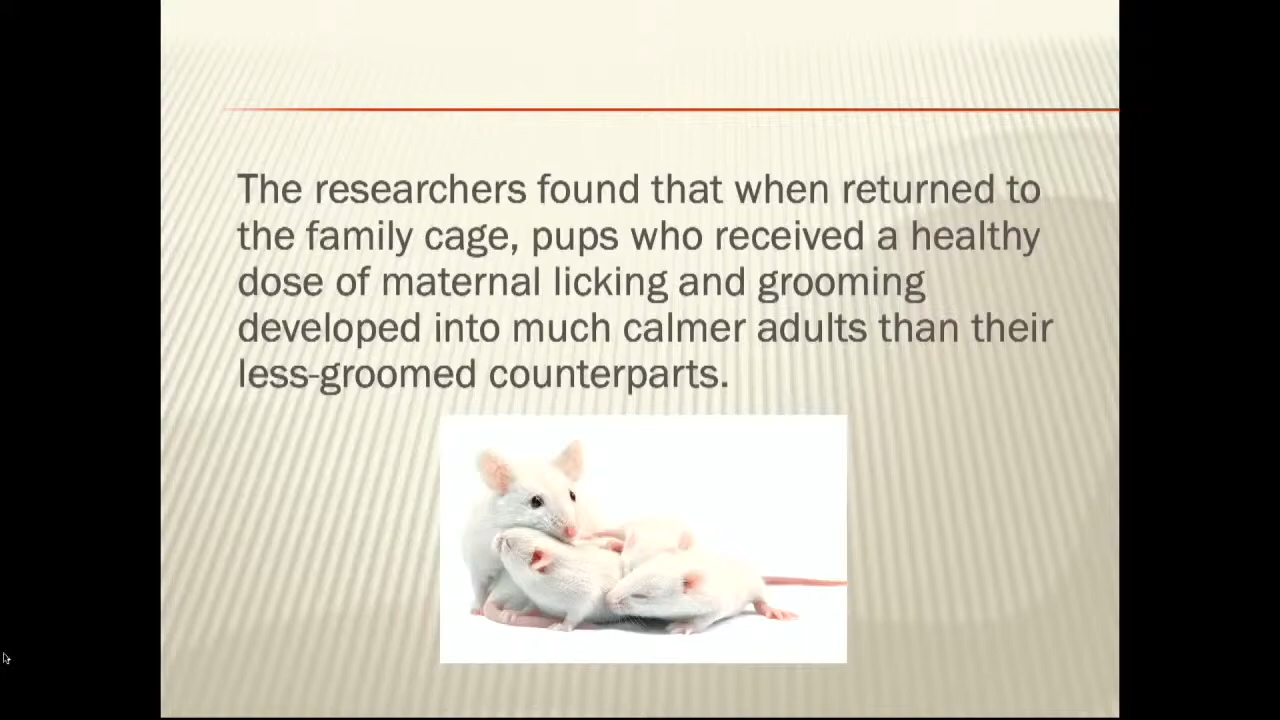 The researchers found that when returned to
the family cage, pups who received a healthy
dose of maternal licking and grooming
developed into much calmer adults than their
less-groomed counterparts.